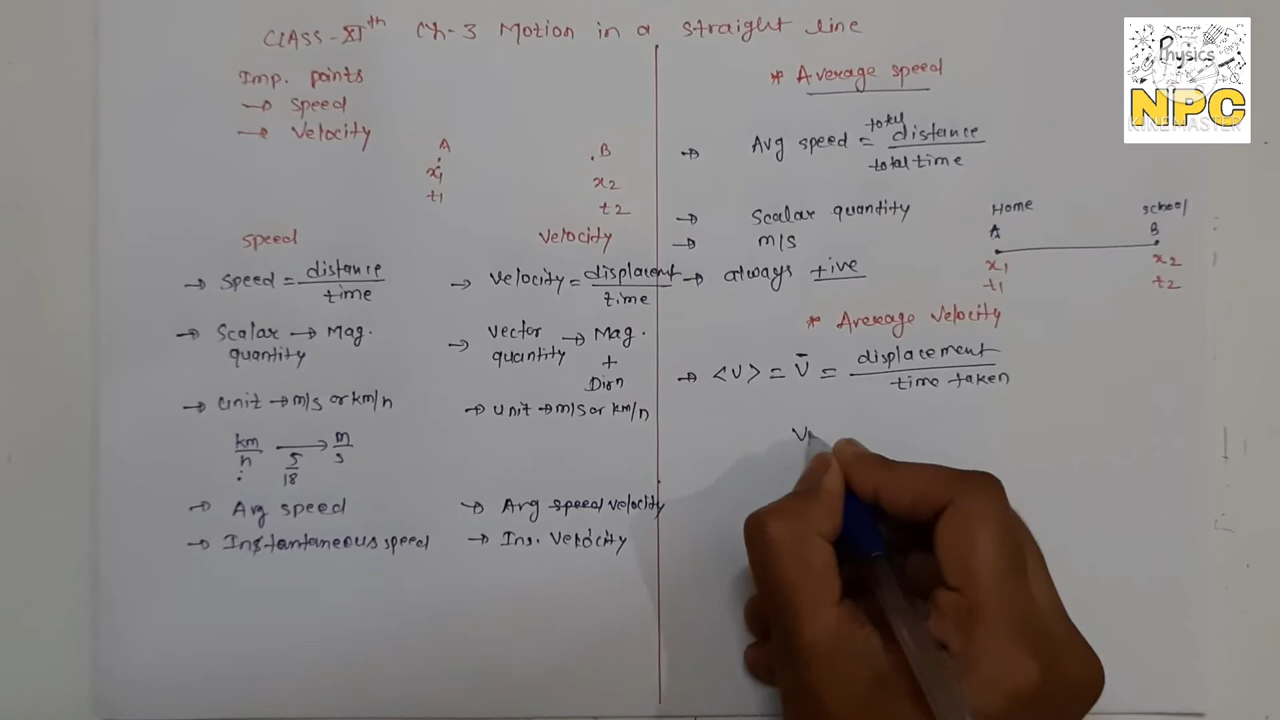 CLASS-XIth Ch-3 Motion in a straight line
Imp. points
→ speed
→ velocity
A B
x1 x2
t1 t2
speed
→ speed = distance / time
→ Scalar → Mag.
quantity
→ unit → m/s or km/h
km/h → m/s
5/18
→ Avg speed
→ Instantaneous speed
velocity
→ velocity = displacent / time
→ vector → Mag.
quantity +
Dirn
→ unit → m/s or km/h
→ Avg speed velocity
→ Ins. velocity
* Average speed
→ Avg speed = total distance / total time
→ Scalar quantity
→ m/s
→ always +ive
Home school
A B
x1 x2
t1 t2
* Average velocity
→ <v> = v̄ = displacement / time taken
V
Physics
NPC
KINEMASTER